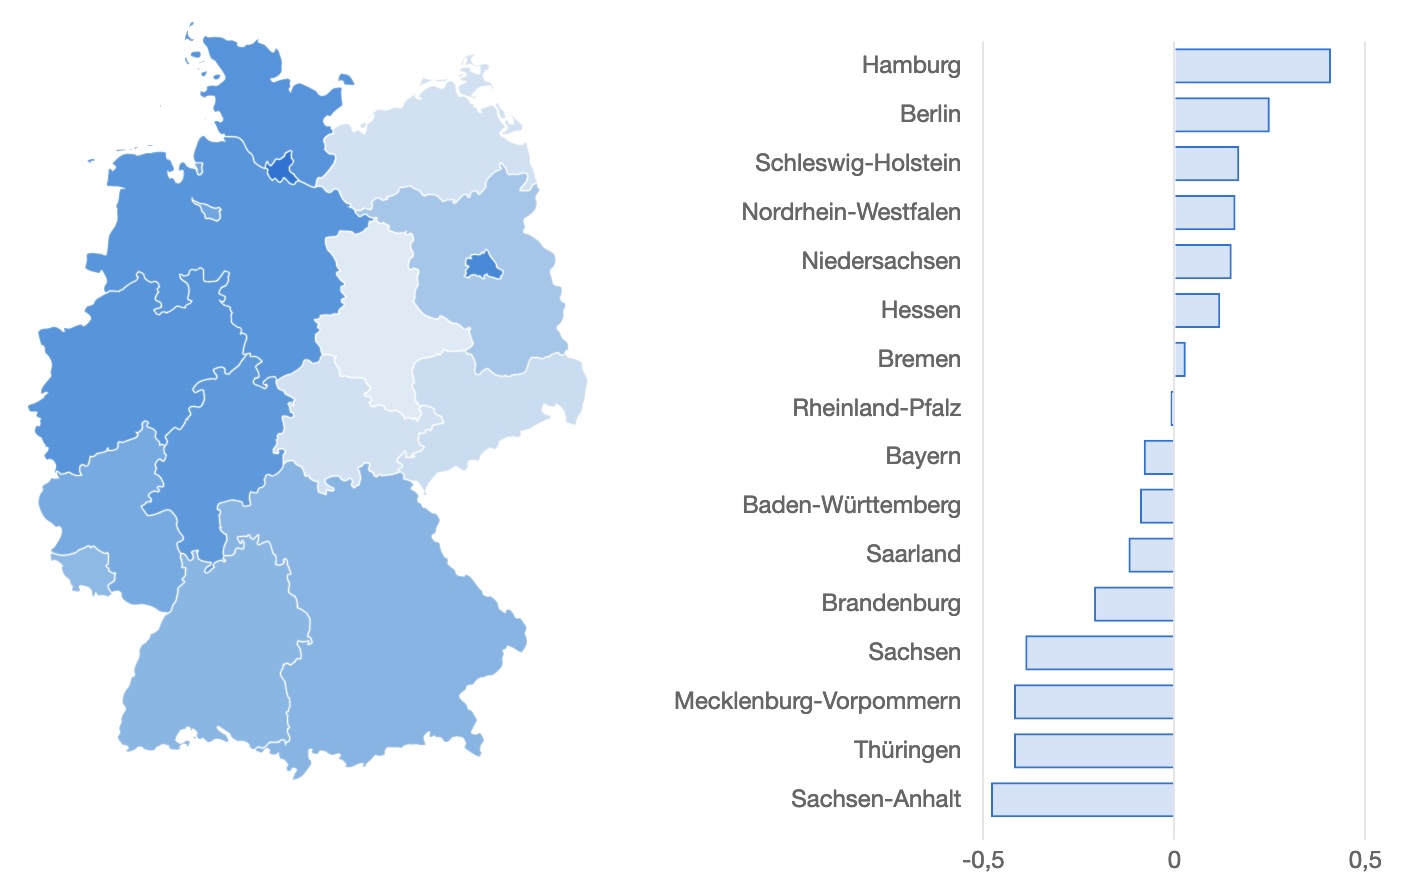 Hamburg
Berlin
Schleswig-Holstein
Nordrhein-Westfalen
Niedersachsen
Hessen
Bremen
Rheinland-Pfalz
Bayern
Baden-Württemberg
Saarland
Brandenburg
Sachsen
Mecklenburg-Vorpommern
Thüringen
Sachsen-Anhalt
-0,5 0 0,5